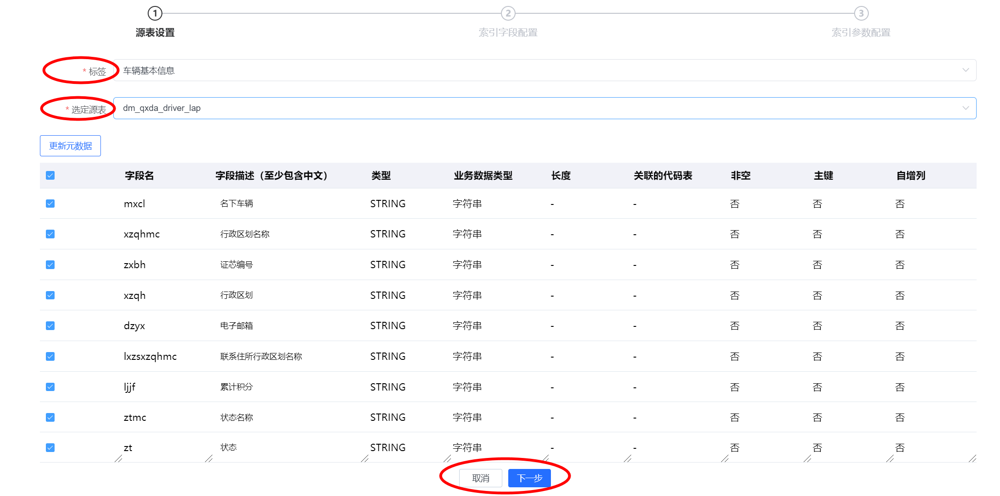 1 2 3
源表设置 索引字段配置 索引参数配置
* 标签 车辆基本信息
* 选定源表 dm_qxda_driver_lap
更新元数据
字段名 字段描述（至少包含中文） 类型 业务数据类型 长度 关联的代码表 非空 主键 自增列
mxcl 名下车辆 STRING 字符串 - - 否 否 否
xzqhmc 行政区划名称 STRING 字符串 - - 否 否 否
zxbh 证芯编号 STRING 字符串 - - 否 否 否
xzqh 行政区划 STRING 字符串 - - 否 否 否
dzyx 电子邮箱 STRING 字符串 - - 否 否 否
lxzsxzqhmc 联系住所行政区划名称 STRING 字符串 - - 否 否 否
ljjf 累计积分 STRING 字符串 - - 否 否 否
ztmc 状态名称 STRING 字符串 - - 否 否 否
zt 状态 STRING 字符串 - - 否 否 否
取消 下一步